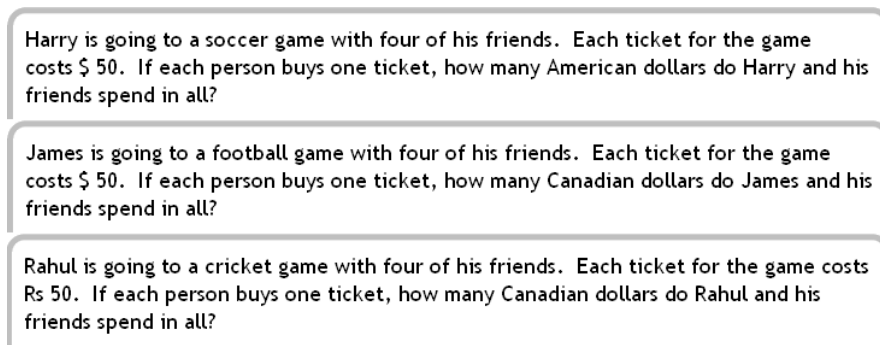 Harry is going to a soccer game with four of his friends.  Each ticket for the game
costs $ 50.  If each person buys one ticket, how many American dollars do Harry and his
friends spend in all?
James is going to a football game with four of his friends.  Each ticket for the game
costs $ 50.  If each person buys one ticket, how many Canadian dollars do James and his
friends spend in all?
Rahul is going to a cricket game with four of his friends.  Each ticket for the game costs
Rs 50.  If each person buys one ticket, how many Canadian dollars do Rahul and his
friends spend in all?